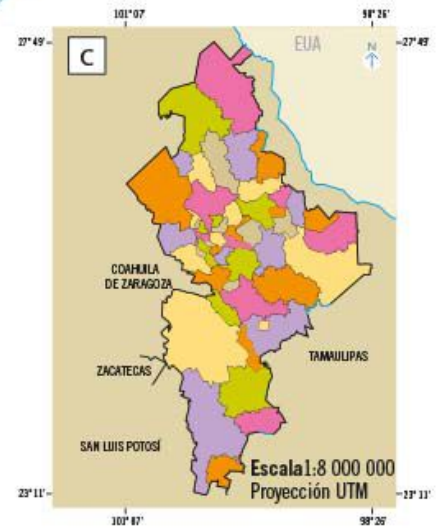 101° 07'
98° 26'
27° 49'
27° 49'
C
EUA
N
COAHUILA
DE ZARAGOZA
TAMAULIPAS
ZACATECAS
SAN LUIS POTOSÍ
Escala1:8 000 000
Proyección UTM
23° 11'
23° 11'
101° 07'
98° 26'